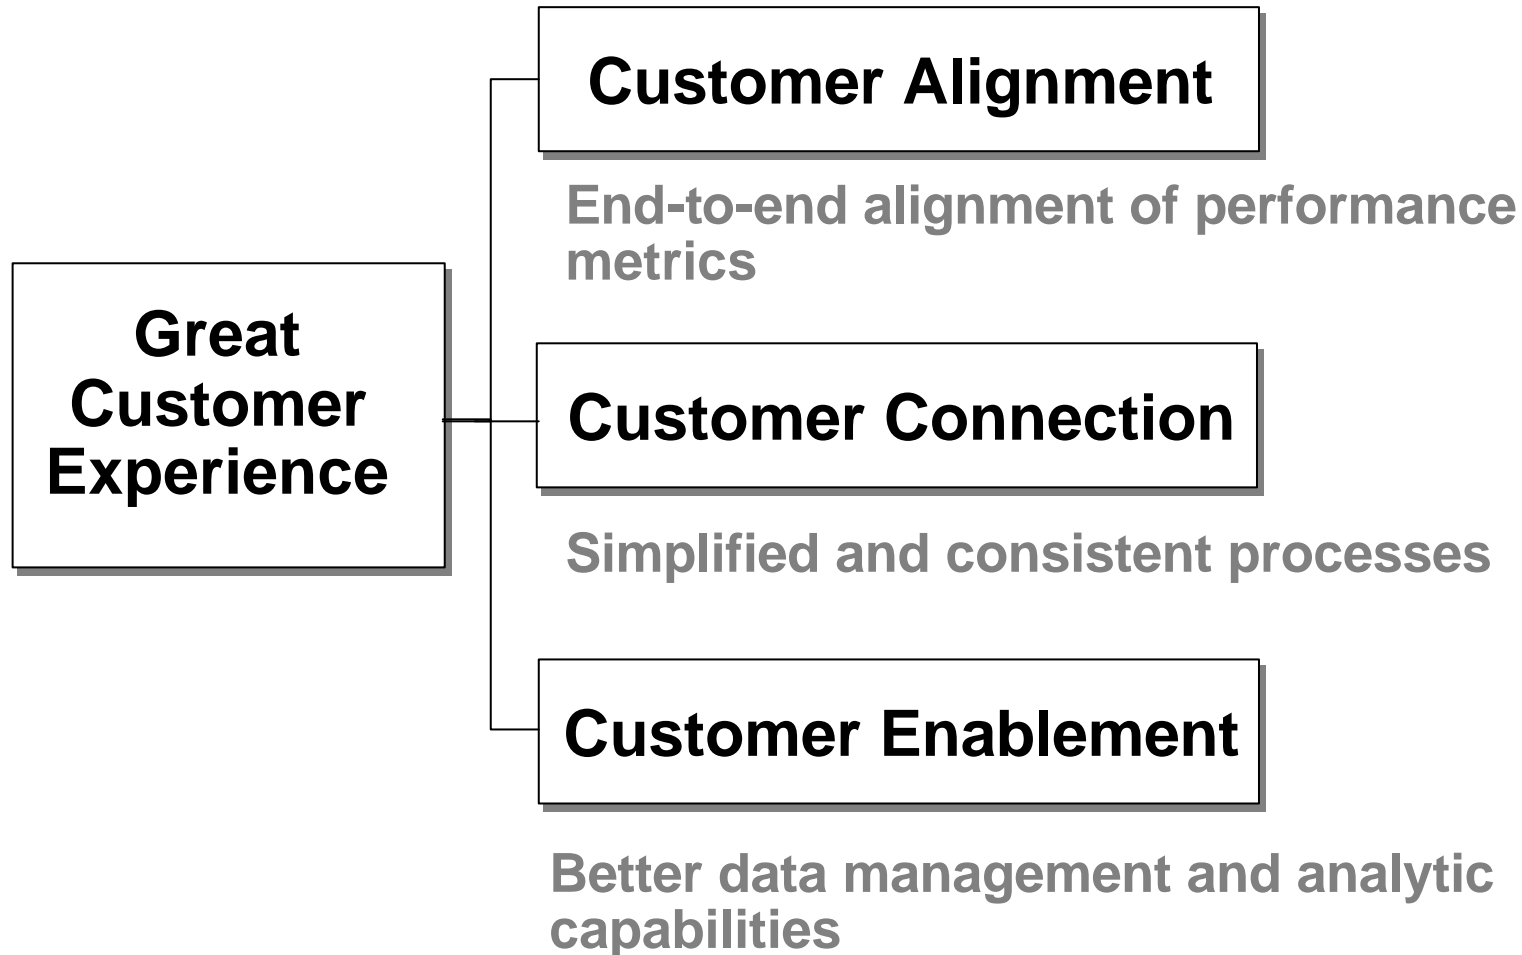 Customer Alignment
End-to-end alignment of performance
metrics
Great
Customer
Experience
Customer Connection
Simplified and consistent processes
Customer Enablement
Better data management and analytic
capabilities